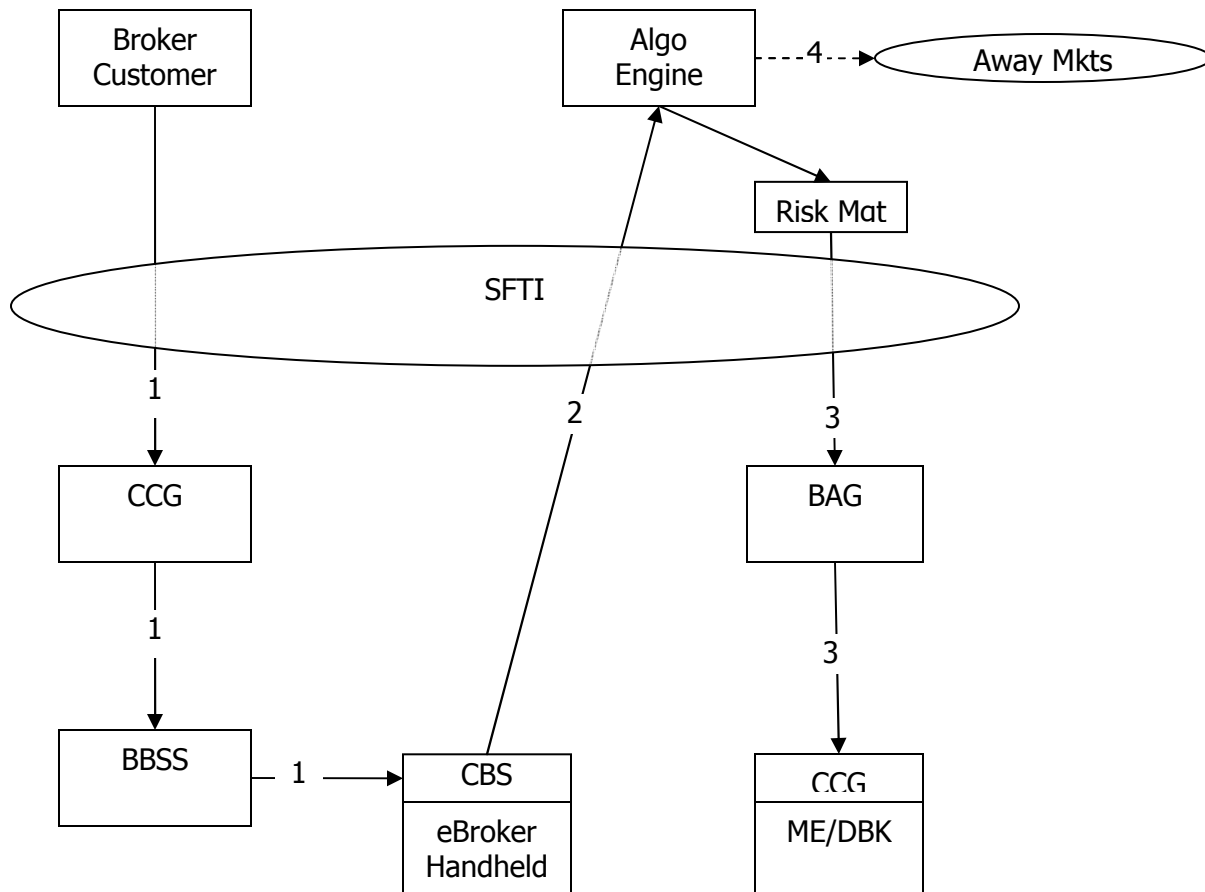 Broker
Customer
Algo
Engine
4
Away Mkts
Risk Mgt
SFTI
1
2
3
CCG
BAG
1
3
BBSS
1
CBS
eBroker
Handheld
CCG
ME/DBK